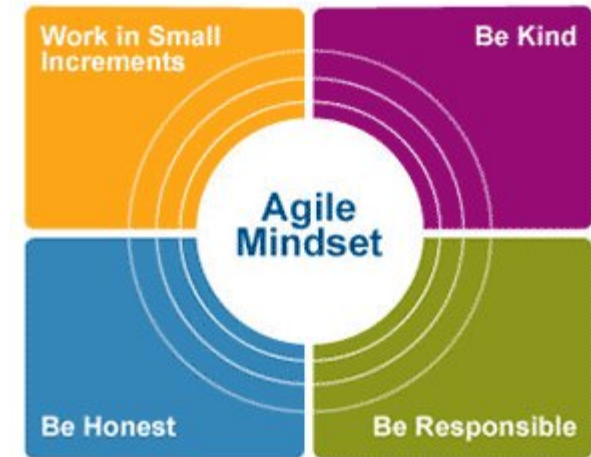 Work in Small
Increments
Be Kind
Agile
Mindset
Be Honest
Be Responsible